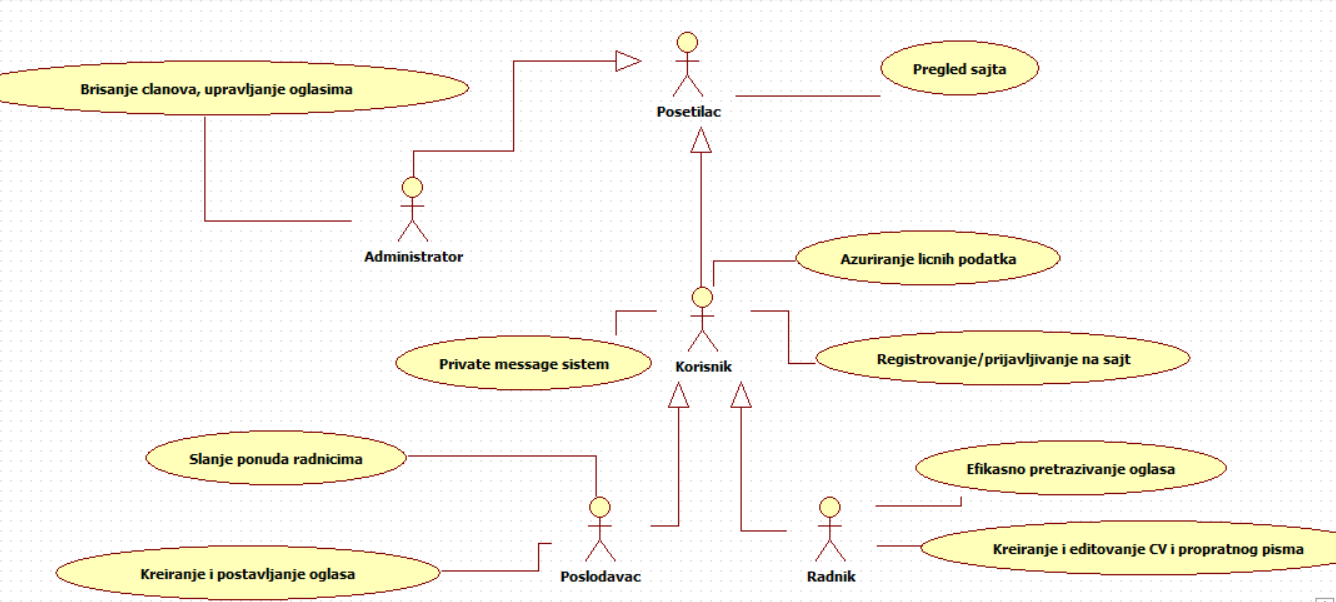 Pregled sajta
Brisanje clanova, upravljanje oglasima
Posetilac
Administrator
Azuriranje licnih podatka
Private message sistem
Korisnik
Registrovanje/prijavljivanje na sajt
Slanje ponuda radnicima
Efikasno pretrazivanje oglasa
Kreiranje i postavljanje oglasa
Poslodavac
Radnik
Kreiranje i editovanje CV i propratnog pisma